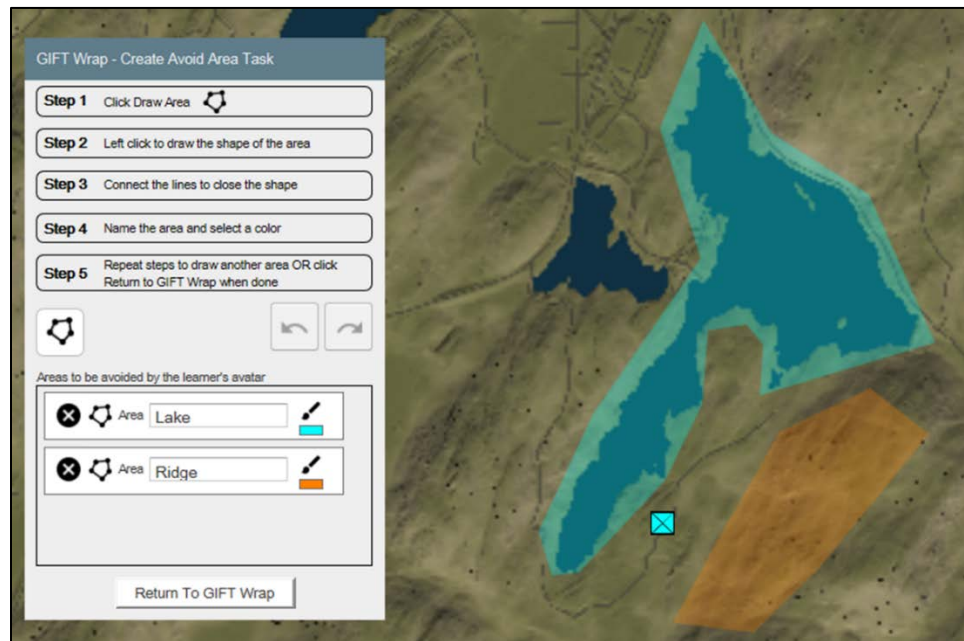 GIFT Wrap - Create Avoid Area Task
Step 1 Click Draw Area
Step 2 Left click to draw the shape of the area
Step 3 Connect the lines to close the shape
Step 4 Name the area and select a color
Step 5 Repeat steps to draw another area OR click
Return to GIFT Wrap when done
Areas to be avoided by the learner's avatar
Area Lake
Area Ridge
Return To GIFT Wrap